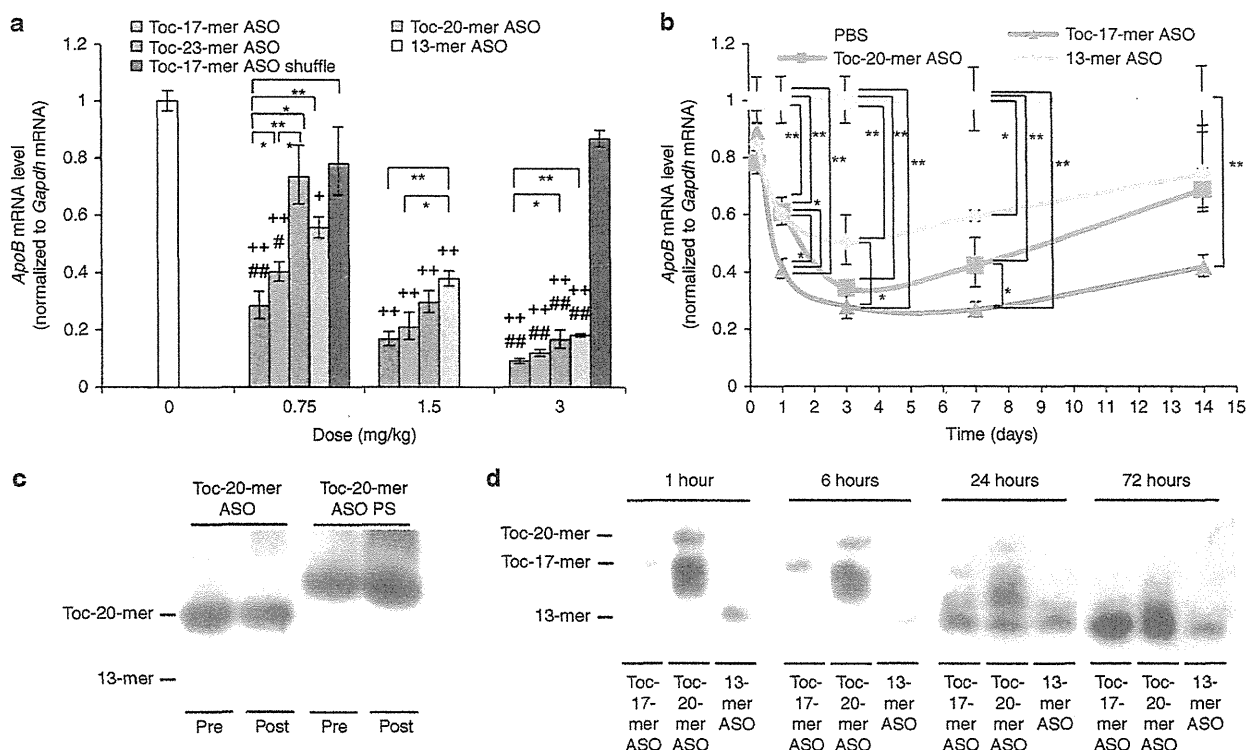 a
Toc-17-mer ASO
Toc-20-mer ASO
Toc-23-mer ASO
13-mer ASO
Toc-17-mer ASO shuffle
1.2
1
0.8
0.6
0.4
0.2
0
ApoB mRNA level
(normalized to Gapdh mRNA)
**
*
**
*
*
++
##
++
#
+
**
*
++
++
++
++
**
*
++
##
++
##
++
##
++
##
0
0.75
1.5
3
Dose (mg/kg)
b
PBS
Toc-17-mer ASO
Toc-20-mer ASO
13-mer ASO
1.2
1
0.8
0.6
0.4
0.2
0
ApoB mRNA level
(normalized to Gapdh mRNA)
**
**
**
*
*
**
**
**
*
*
**
**
*
**
0 1 2 3 4 5 6 7 8 9 10 11 12 13 14 15
Time (days)
c
Toc-20-mer
ASO
Toc-20-mer
ASO PS
Toc-20-mer
13-mer
Pre
Post
Pre
Post
d
1 hour
6 hours
24 hours
72 hours
Toc-20-mer
Toc-17-mer
13-mer
Toc-
17-
mer
ASO
Toc-
20-
mer
ASO
13-
mer
ASO
Toc-
17-
mer
ASO
Toc-
20-
mer
ASO
13-
mer
ASO
Toc-
17-
mer
ASO
Toc-
20-
mer
ASO
13-
mer
ASO
Toc-
17-
mer
ASO
Toc-
20-
mer
ASO
13-
mer
ASO